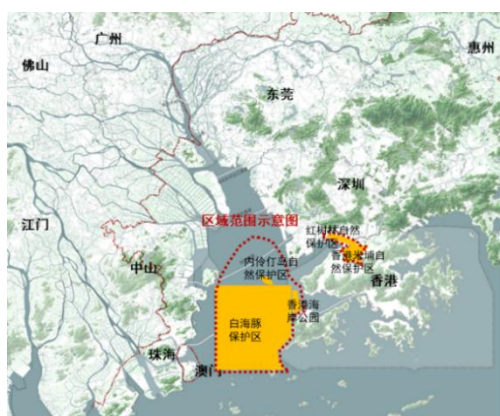 广州
惠州
佛山
东莞
深圳
区域范围示意图
红树林自然
保护区
江门
香港米埔自
然保护区
内伶仃岛自
然保护区
中山
香港
香港海
岸公园
白海豚
保护区
珠海
澳门